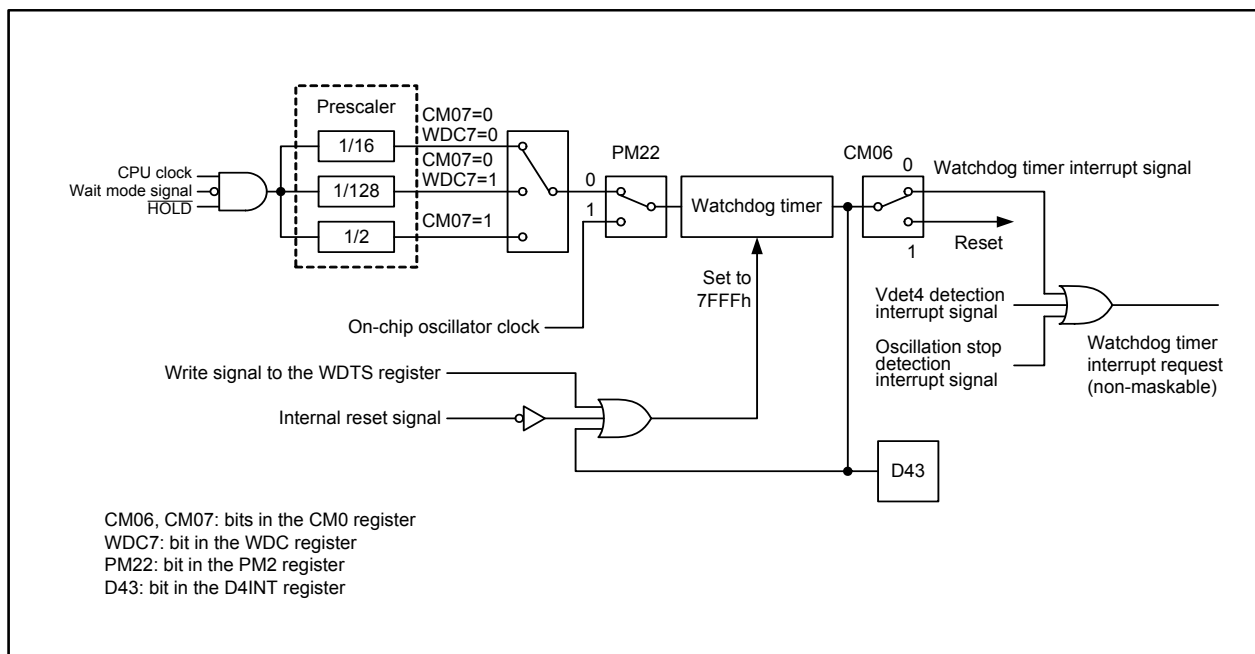 Prescaler
CM07=0
WDC7=0
1/16
CM07=0
WDC7=1
1/128
CM07=1
1/2
CPU clock
Wait mode signal
HOLD
PM22
0
1
Watchdog timer
CM06
0
1
Watchdog timer interrupt signal
Reset
Set to
7FFFh
On-chip oscillator clock
Vdet4 detection
interrupt signal
Oscillation stop
detection
interrupt signal
Watchdog timer
interrupt request
(non-maskable)
Write signal to the WDTS register
Internal reset signal
D43
CM06, CM07: bits in the CM0 register
WDC7: bit in the WDC register
PM22: bit in the PM2 register
D43: bit in the D4INT register